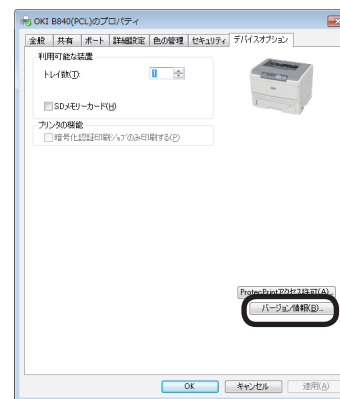 OKI B840(PCL)のプロパティ
全般 共有 ポート 詳細設定 色の管理 セキュリティ デバイスオプション
利用可能な装置
トレイ数(T):
1
SDメモリーカード(H)
プリンタの機能
暗号化認証印刷ジョブのみ印刷する(P)
ProtecPrintアクセス許可(A)...
バージョン情報(B)...
OK キャンセル 適用(A)